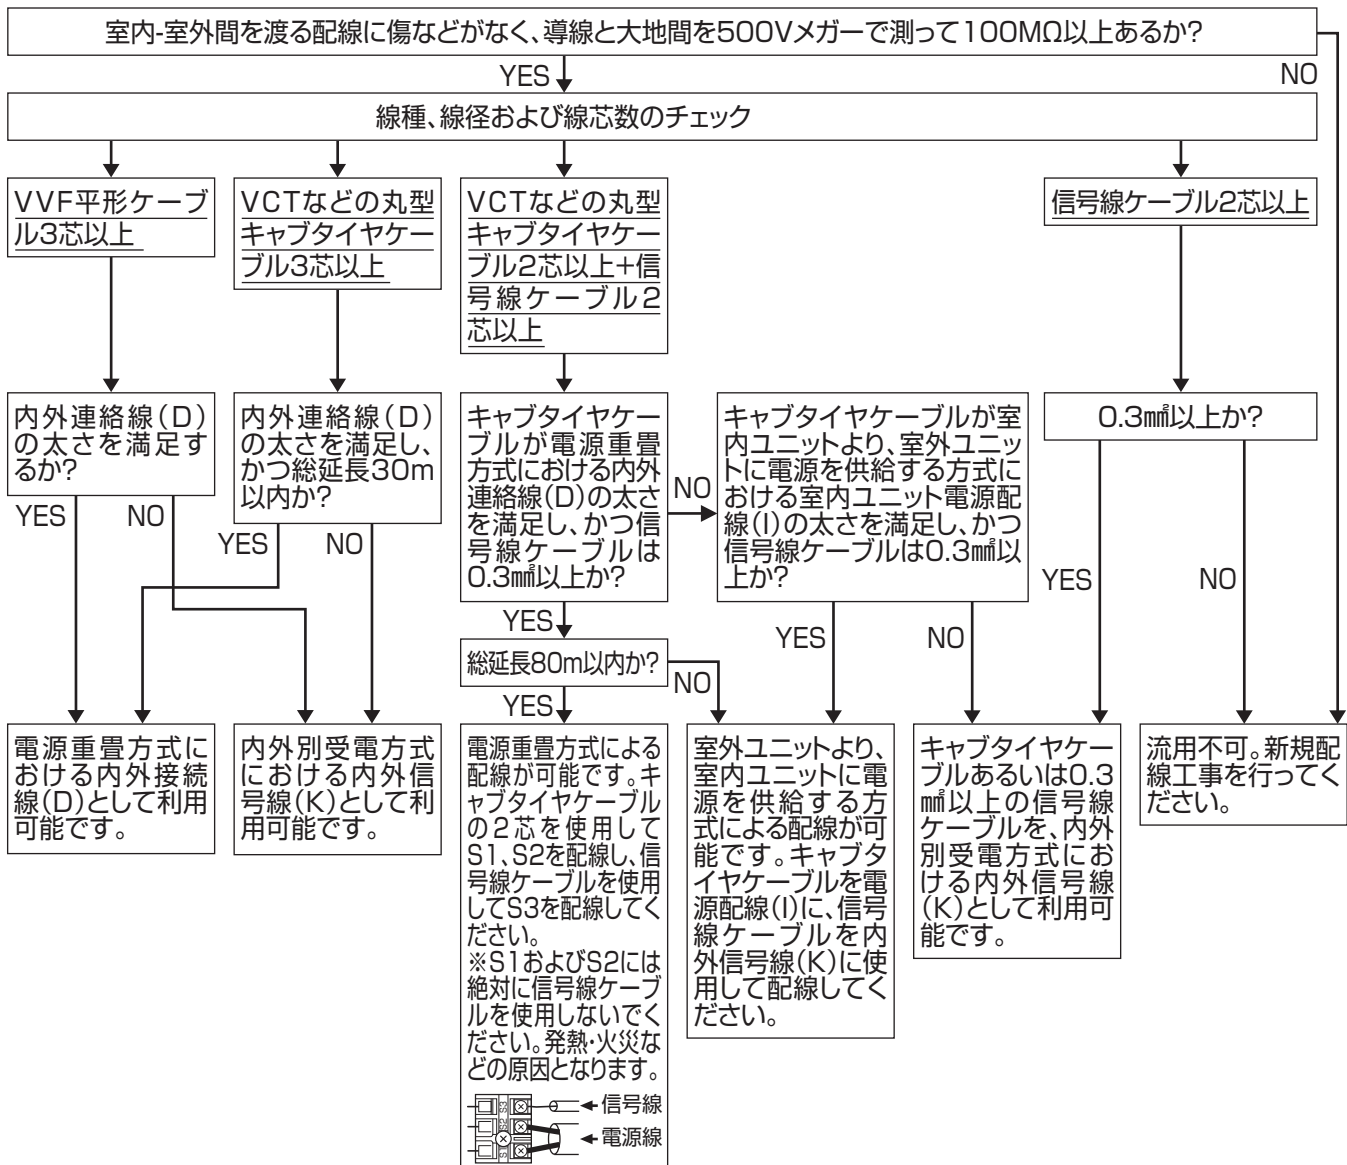 室内-室外間を渡る配線に傷などがなく、導線と大地間を500Vメガーで測って100MΩ以上あるか?
YES
NO
線種、線径および線芯数のチェック
VVF平形ケーブ
ル3芯以上
VCTなどの丸型
キャブタイヤケー
ブル3芯以上
VCTなどの丸型
キャブタイヤケー
ブル2芯以上+信
号線ケーブル2
芯以上
信号線ケーブル2芯以上
内外連絡線(D)
の太さを満足す
るか?
YES
NO
内外連絡線(D)
の太さを満足し、
かつ総延長30m
以内か?
YES
NO
キャブタイヤケー
ブルが電源重畳
方式における内外
連絡線(D)の太さ
を満足し、かつ信
号線ケーブルは
0.3㎟以上か?
NO
YES
キャブタイヤケーブルが室
内ユニットより、室外ユニッ
トに電源を供給する方式に
おける室内ユニット電源配
線(I)の太さを満足し、かつ
信号線ケーブルは0.3㎟以
上か?
YES
NO
0.3㎟以上か?
YES
NO
総延長80m以内か?
NO
YES
電源重畳方式に
おける内外接続
線(D)として利用
可能です。
内外別受電方式
における内外信
号線(K)として利
用可能です。
電源重畳方式による
配線が可能です。キ
ャブタイヤケーブル
の2芯を使用して
S1、S2を配線し、信
号線ケーブルを使用
してS3を配線してく
ださい。
※S1およびS2には
絶対に信号線ケーブ
ルを使用しないでく
ださい。発熱・火災な
どの原因となります。
S3
信号線
S2
電源線
S1
室外ユニットより、
室内ユニットに電
源を供給する方
式による配線が可
能です。キャブタ
イヤケーブルを電
源配線(I)に、信号
線ケーブルを内
外信号線(K)に使
用して配線してく
ださい。
キャブタイヤケー
ブルあるいは0.3
㎟以上の信号線
ケーブルを、内外
別受電方式にお
ける内外信号線
(K)として利用可
能です。
流用不可。新規配
線工事を行ってく
ださい。